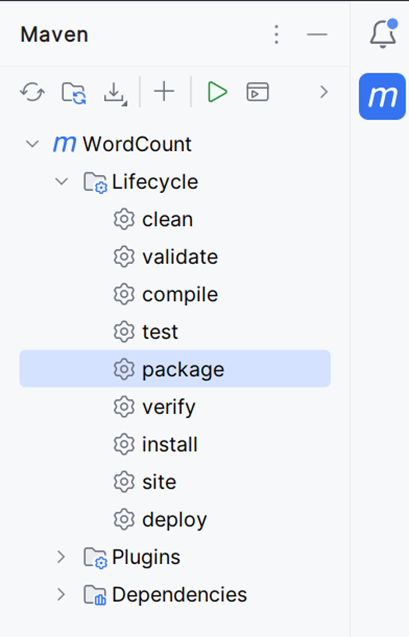 Maven
m
m WordCount
Lifecycle
clean
validate
compile
test
package
verify
install
site
deploy
Plugins
Dependencies